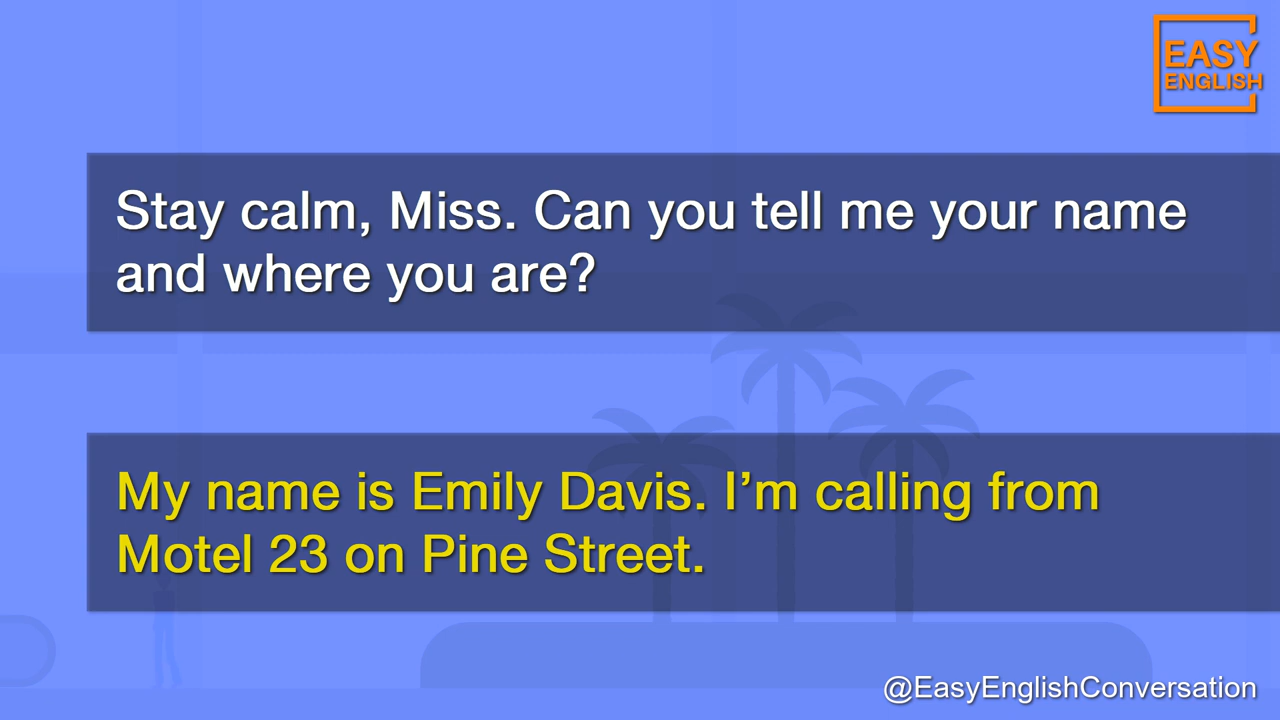 EASY
ENGLISH
Stay calm, Miss. Can you tell me your name
and where you are?
My name is Emily Davis. I’m calling from
Motel 23 on Pine Street.
@EasyEnglishConversation